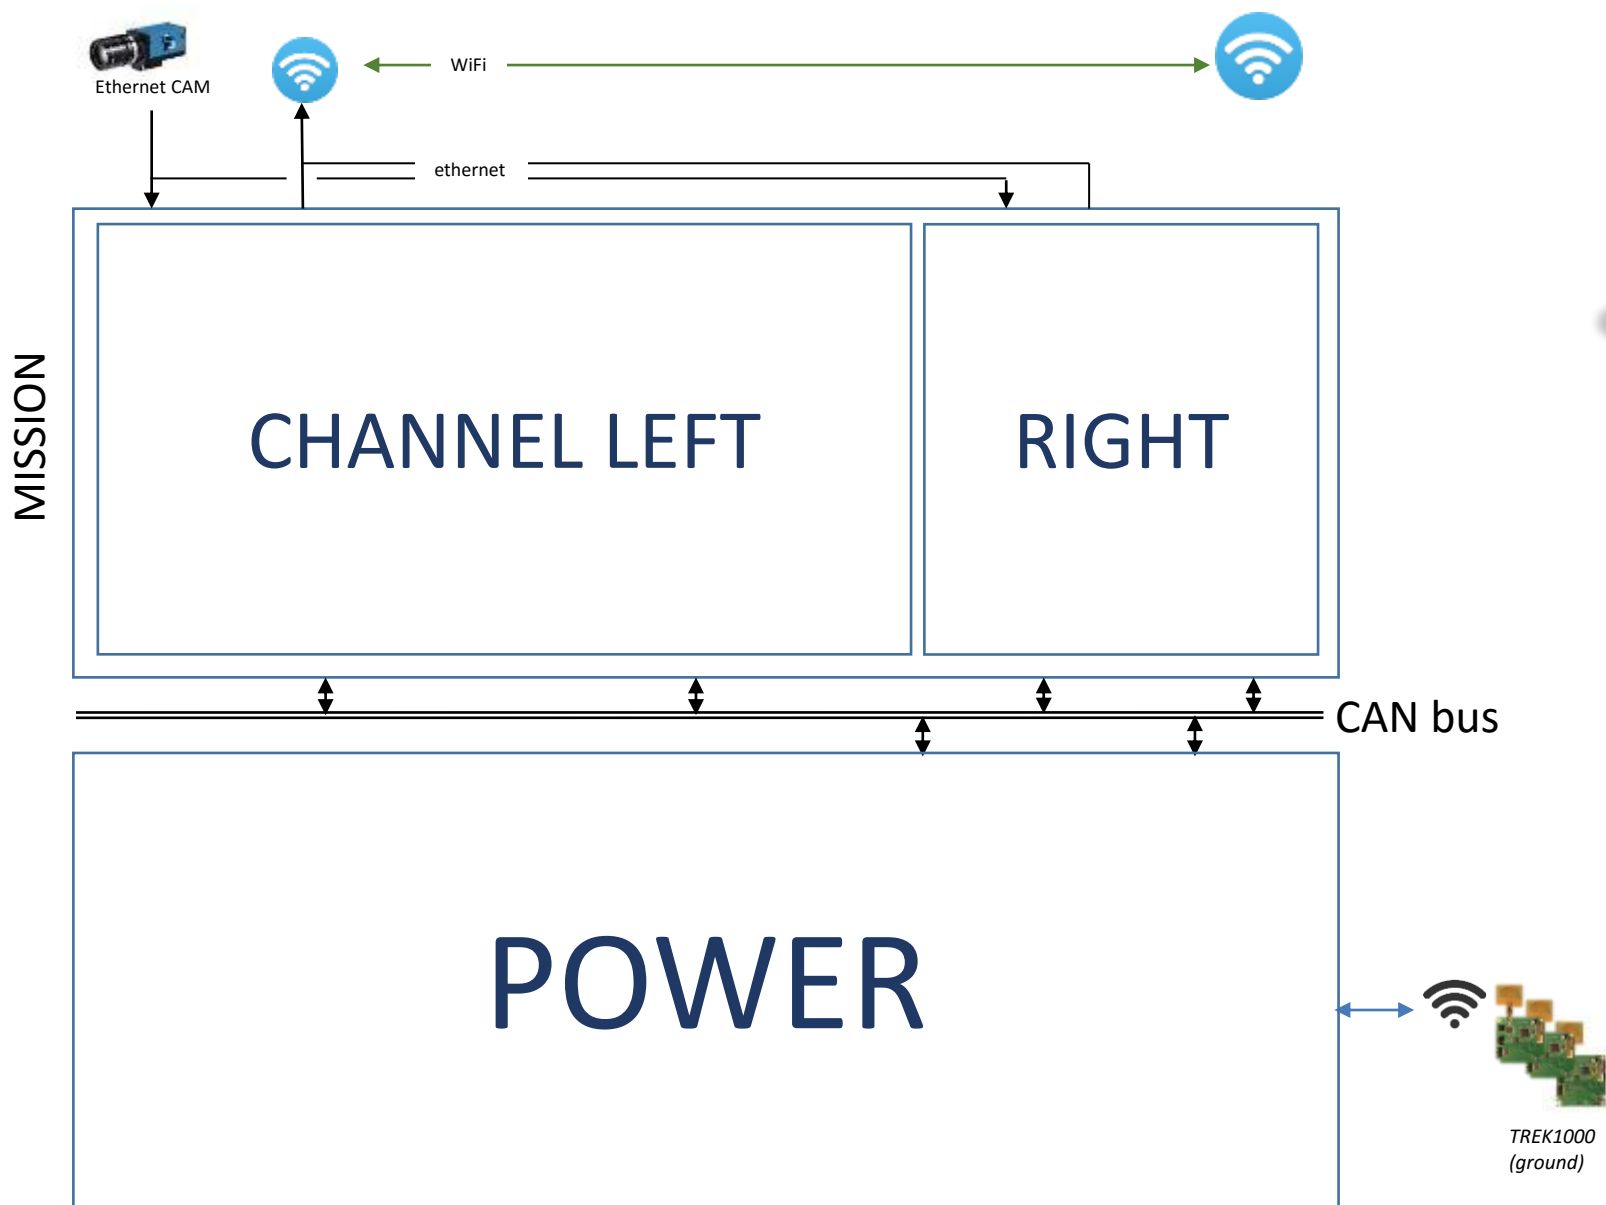 Ethernet CAM
WiFi
ethernet
MISSION
CHANNEL LEFT
RIGHT
CAN bus
POWER
TREK1000
(ground)